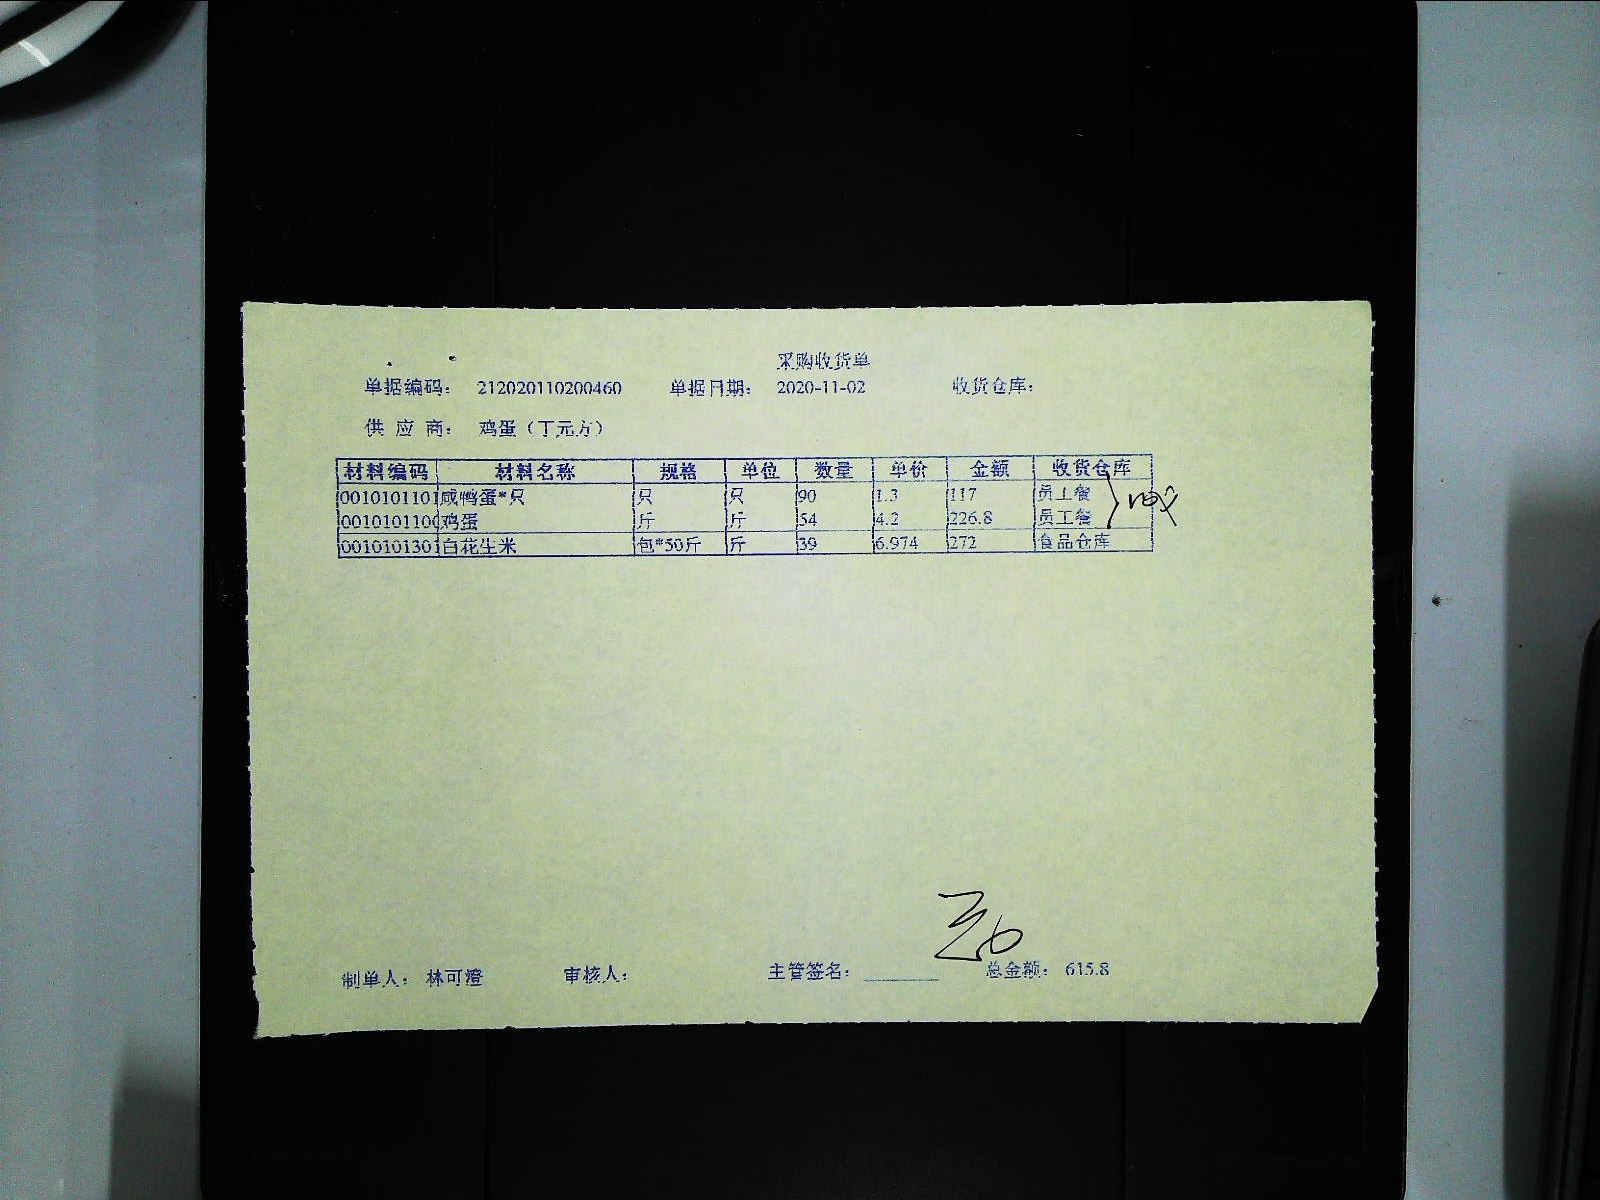 采购收货单
单据编码： 212020110200460 单据日期： 2020-11-02 收货仓库：
供 应 商： 鸡蛋（丁元方）
材料编码 材料名称 规格 单位 数量 单价 金额 收货仓库
0010101101 咸鸭蛋*只 只 只 90 1.3 117 员工餐
0010101100 鸡蛋 斤 斤 54 4.2 226.8 员工餐
0010101301 白花生米 包*50斤 斤 39 6.974 272 食品仓库
制单人： 林可澄 审核人： 主管签名： 总金额： 615.8